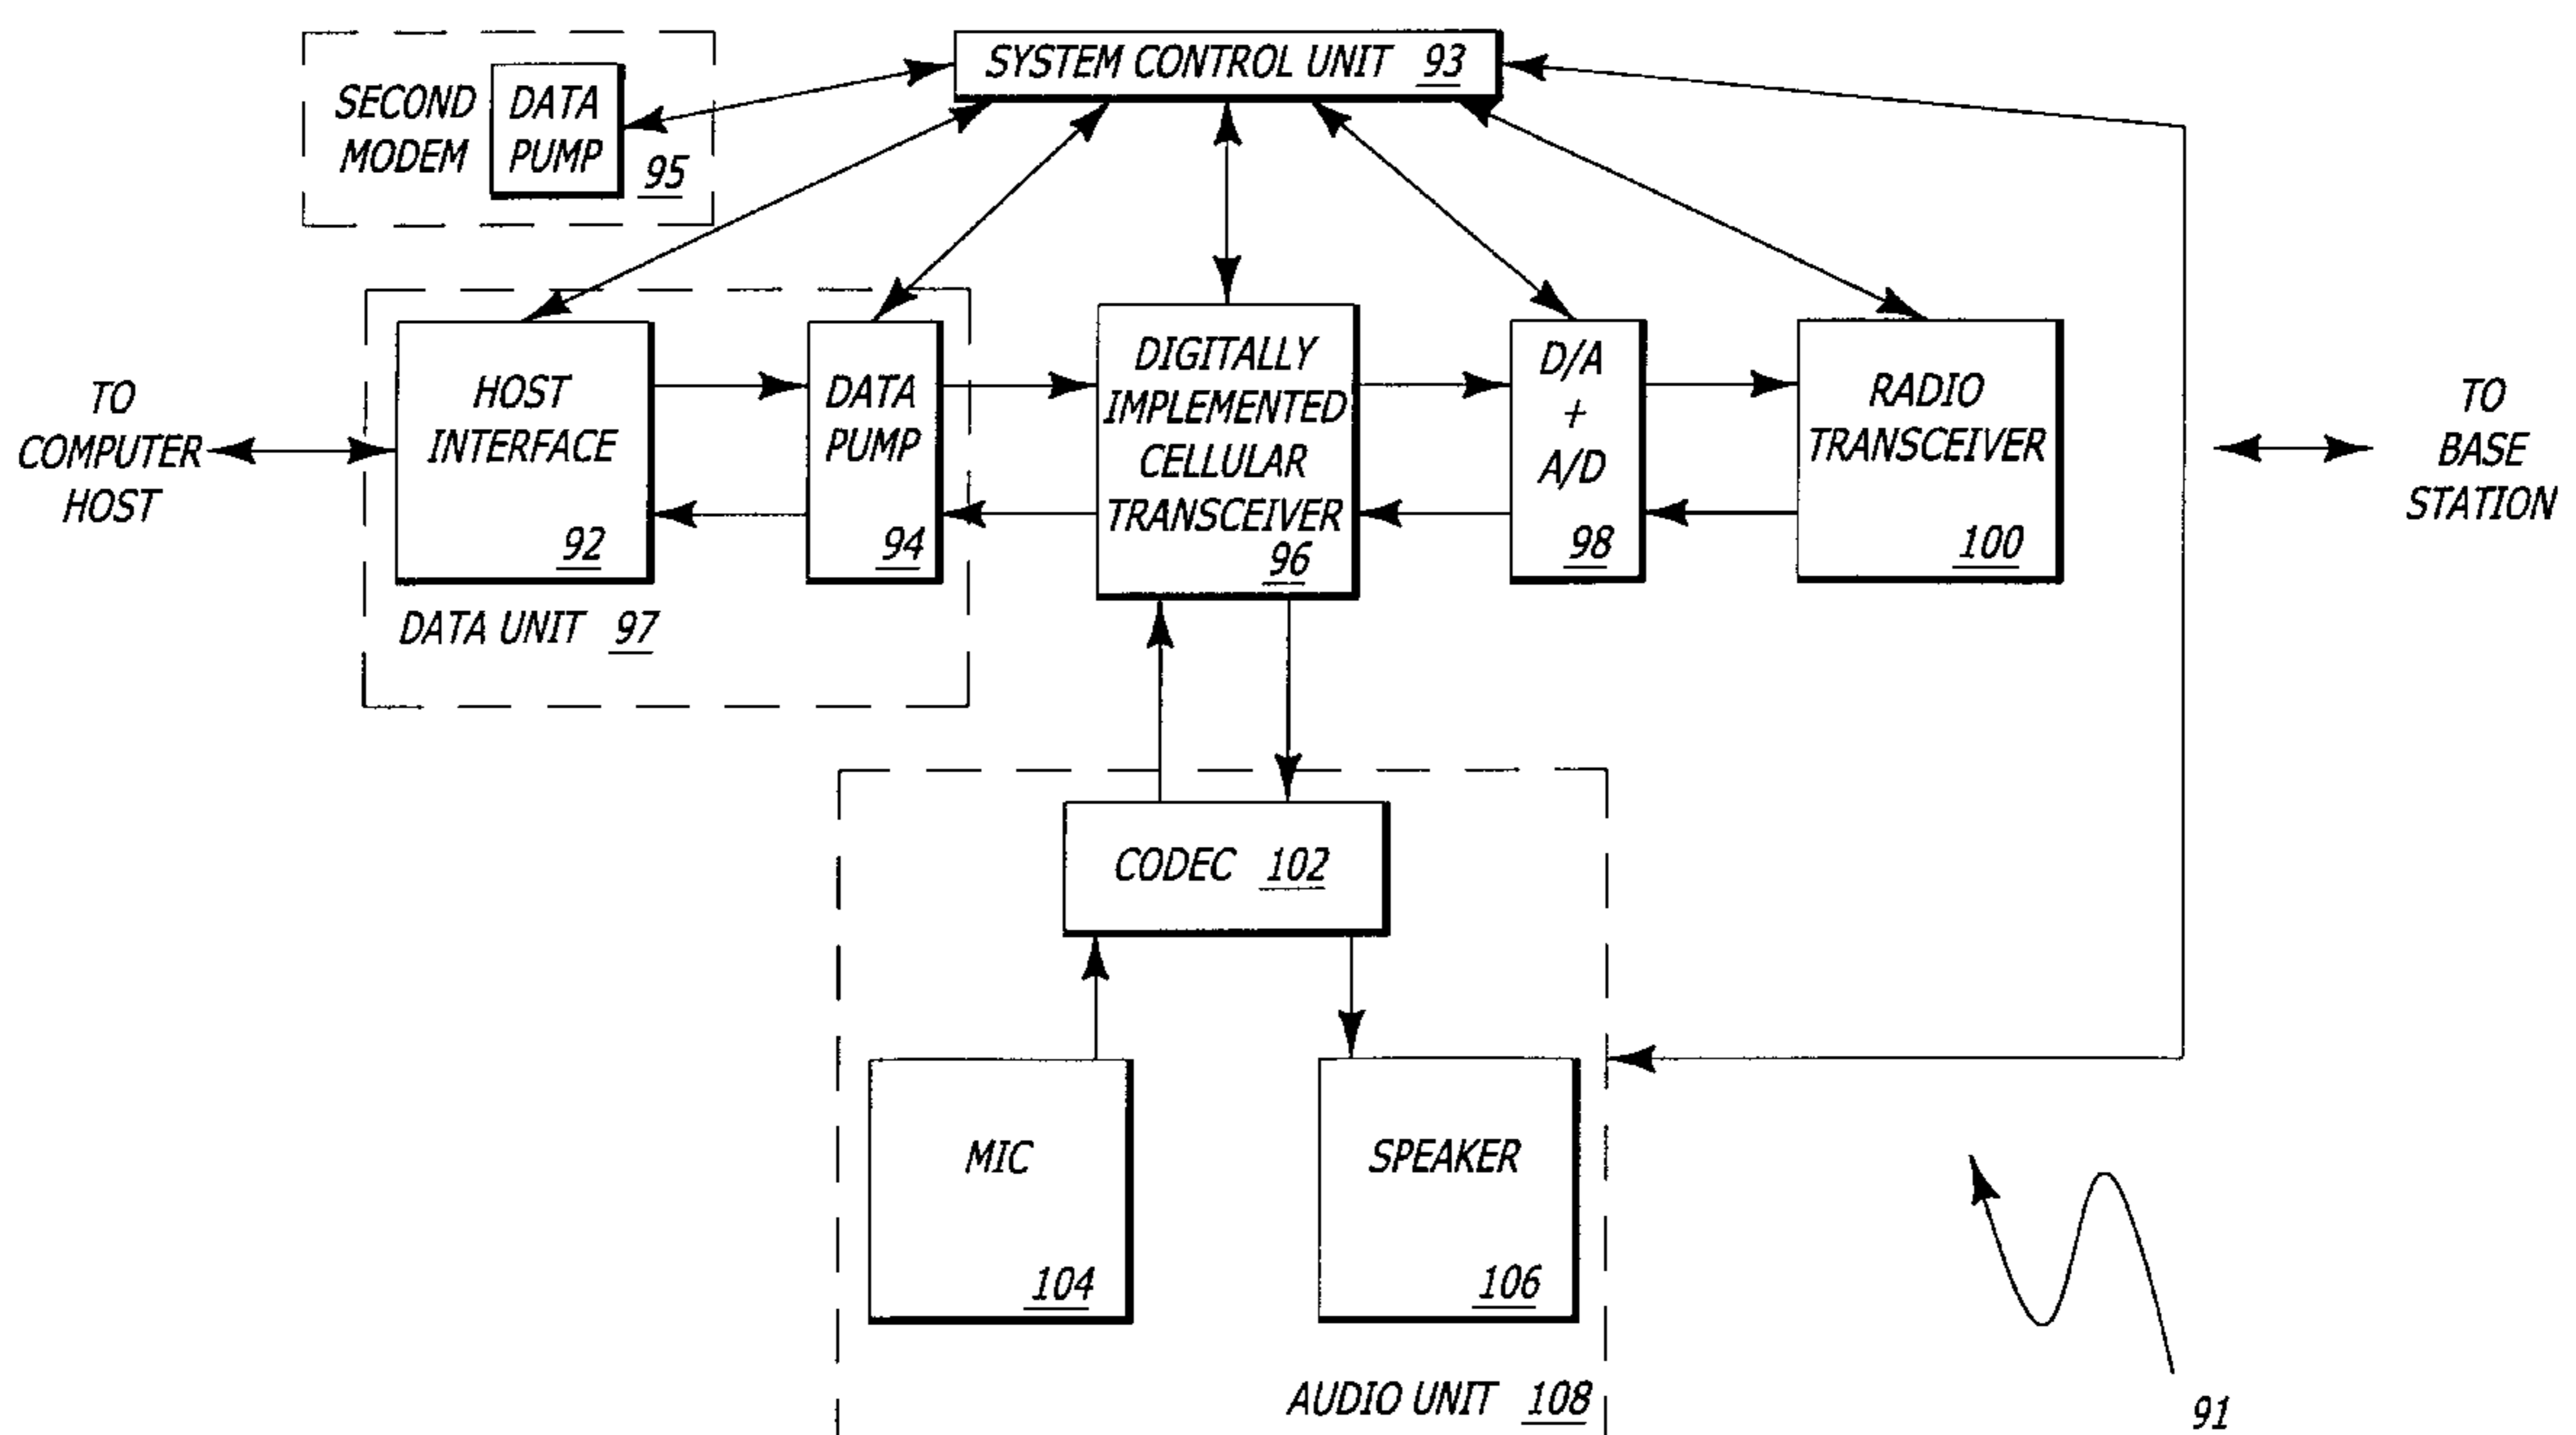 SYSTEM CONTROL UNIT 93
SECOND
MODEM
DATA
PUMP
95
TO
COMPUTER
HOST
HOST
INTERFACE
92
DATA
PUMP
94
DATA UNIT 97
DIGITALLY
IMPLEMENTED
CELLULAR
TRANSCEIVER
96
D/A
+
A/D
98
RADIO
TRANSCEIVER
100
TO
BASE
STATION
CODEC 102
MIC
104
SPEAKER
106
AUDIO UNIT 108
91